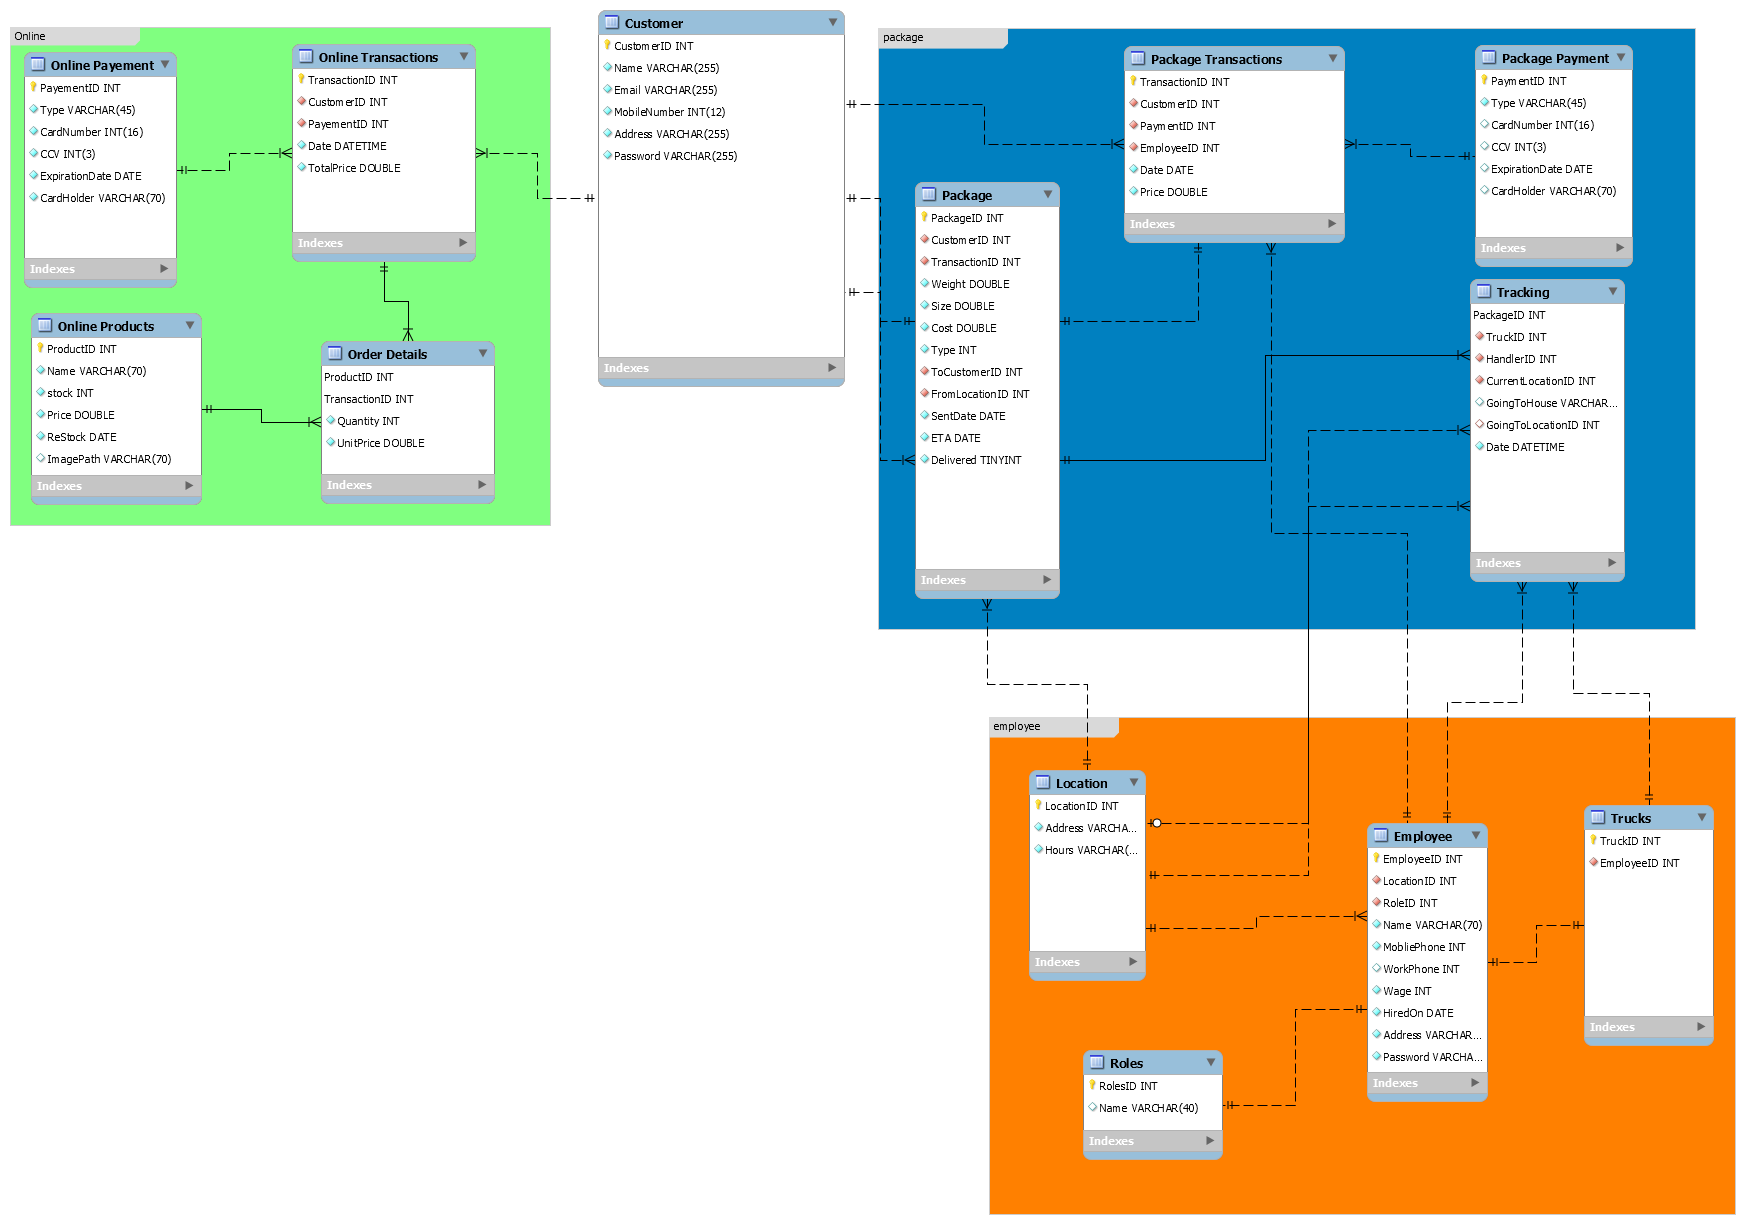 Online
Online Payement
PayementID INT
Type VARCHAR(45)
CardNumber INT(16)
CCV INT(3)
ExpirationDate DATE
CardHolder VARCHAR(70)
Indexes
Online Transactions
TransactionID INT
CustomerID INT
PayementID INT
Date DATETIME
TotalPrice DOUBLE
Indexes
Online Products
ProductID INT
Name VARCHAR(70)
stock INT
Price DOUBLE
ReStock DATE
ImagePath VARCHAR(70)
Indexes
Order Details
ProductID INT
TransactionID INT
Quantity INT
UnitPrice DOUBLE
Indexes
Customer
CustomerID INT
Name VARCHAR(255)
Email VARCHAR(255)
MobileNumber INT(12)
Address VARCHAR(255)
Password VARCHAR(255)
Indexes
package
Package Transactions
TransactionID INT
CustomerID INT
PaymentID INT
EmployeeID INT
Date DATE
Price DOUBLE
Indexes
Package Payment
PaymentID INT
Type VARCHAR(45)
CardNumber INT(16)
CCV INT(3)
ExpirationDate DATE
CardHolder VARCHAR(70)
Indexes
Package
PackageID INT
CustomerID INT
TransactionID INT
Weight DOUBLE
Size DOUBLE
Cost DOUBLE
Type INT
ToCustomerID INT
FromLocationID INT
SentDate DATE
ETA DATE
Delivered TINYINT
Indexes
Tracking
PackageID INT
TruckID INT
HandlerID INT
CurrentLocationID INT
GoingToHouse VARCHAR...
GoingToLocationID INT
Date DATETIME
Indexes
employee
Location
LocationID INT
Address VARCHA...
Hours VARCHAR(...
Indexes
Employee
EmployeeID INT
LocationID INT
RoleID INT
Name VARCHAR(70)
MobliePhone INT
WorkPhone INT
Wage INT
HiredOn DATE
Address VARCHAR...
Password VARCHA...
Indexes
Trucks
TruckID INT
EmployeeID INT
Indexes
Roles
RolesID INT
Name VARCHAR(40)
Indexes